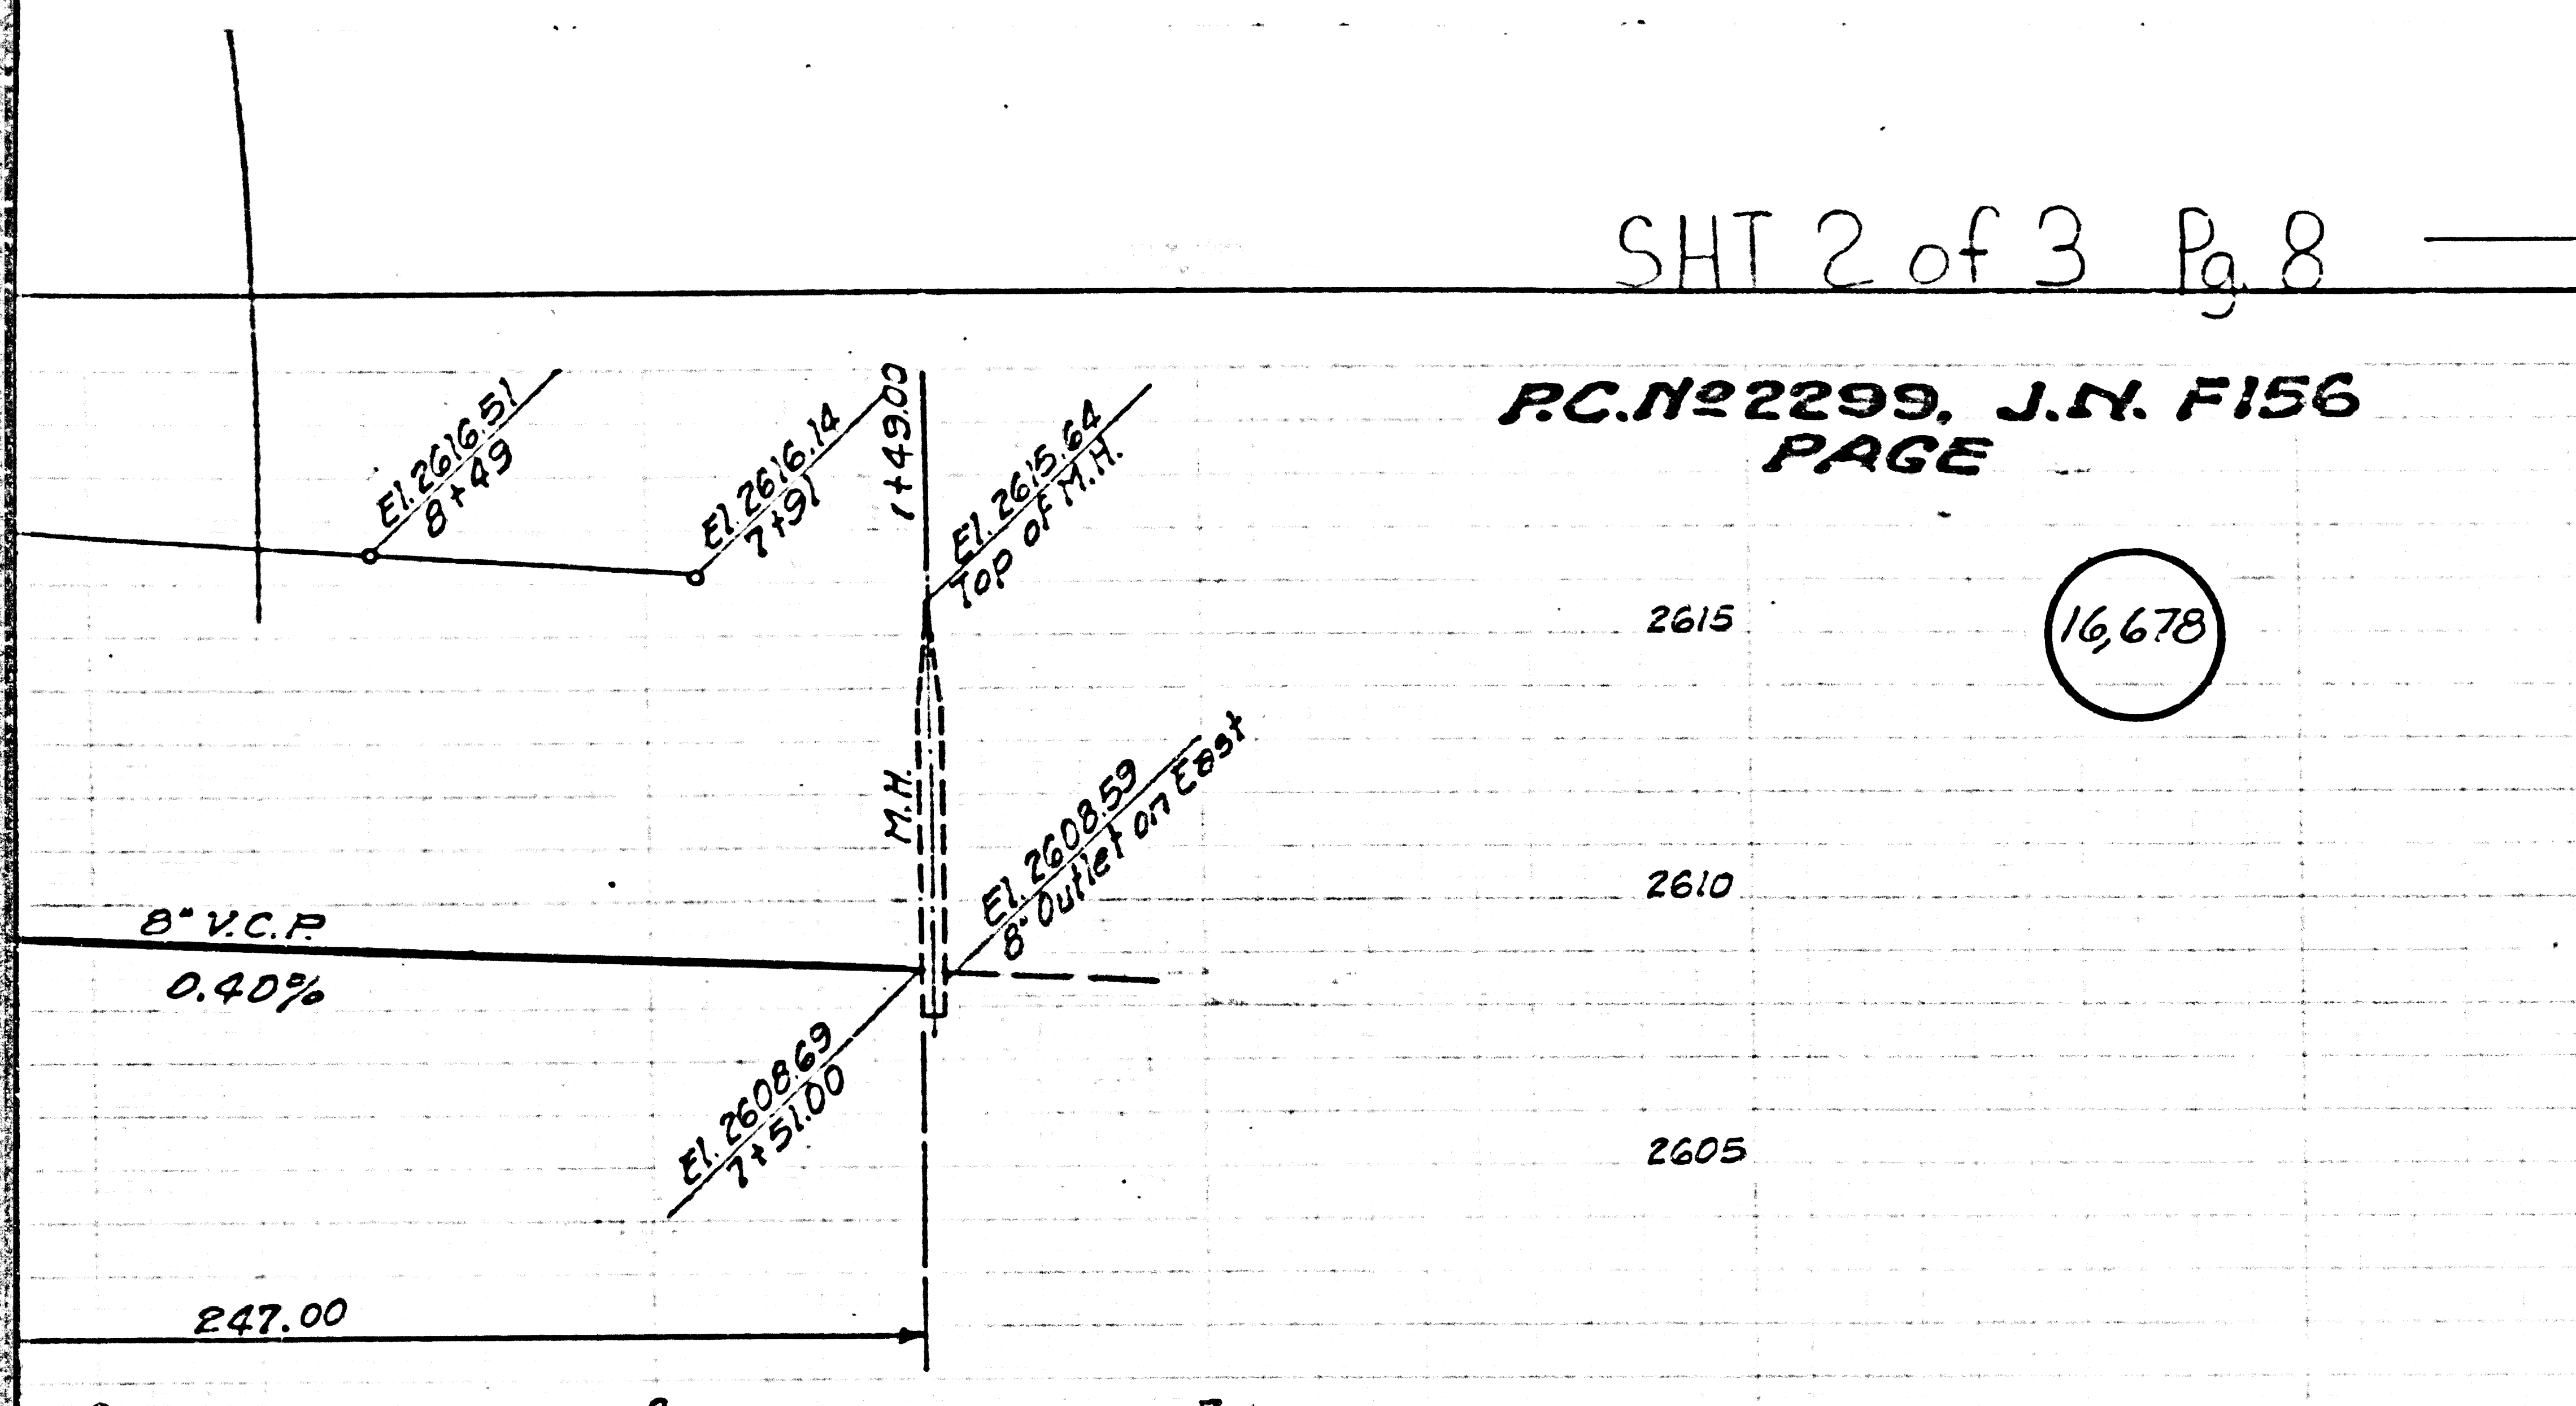 SHT 2 of 3 Pg. 8
P.C. Nº 2299, J.N. F156
PAGE
El. 2616.51
8+49
El. 2616.14
7+91
1+49.00
El. 2615.64
Top of M.H.
2615
16,678
M.H.
El. 2608.59
8" Outlet on East
2610
8" V.C.P.
0.40%
El. 2608.69
7+51.00
2605
247.00